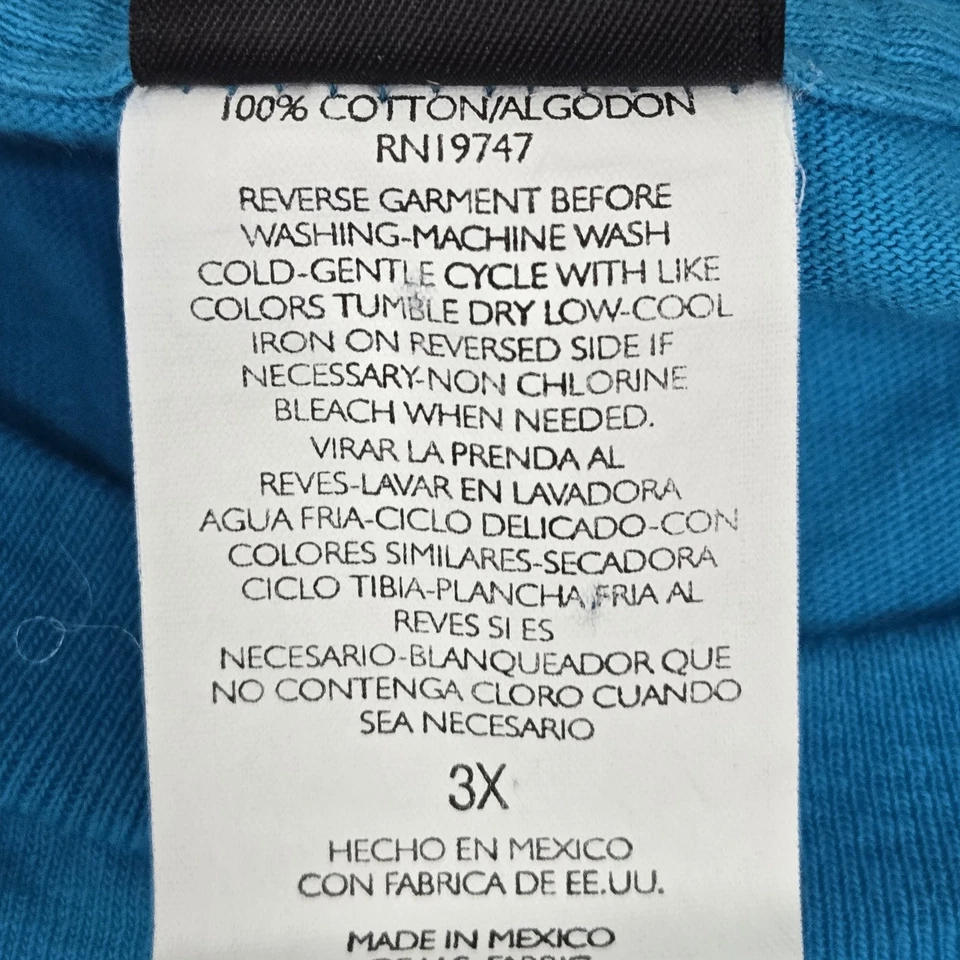 100% COTTON/ALGODON
RN19747
REVERSE GARMENT BEFORE
WASHING-MACHINE WASH
COLD-GENTLE CYCLE WITH LIKE
COLORS TUMBLE DRY LOW-COOL
IRON ON REVERSED SIDE IF
NECESSARY-NON CHLORINE
BLEACH WHEN NEEDED.
VIRAR LA PRENDA AL
REVES-LAVAR EN LAVADORA
AGUA FRIA-CICLO DELICADO-CON
COLORES SIMILARES-SECADORA
CICLO TIBIA-PLANCHA FRIA AL
REVES SI ES
NECESARIO-BLANQUEADOR QUE
NO CONTENGA CLORO CUANDO
SEA NECESARIO
3X
HECHO EN MEXICO
CON FABRICA DE EE.UU.
MADE IN MEXICO